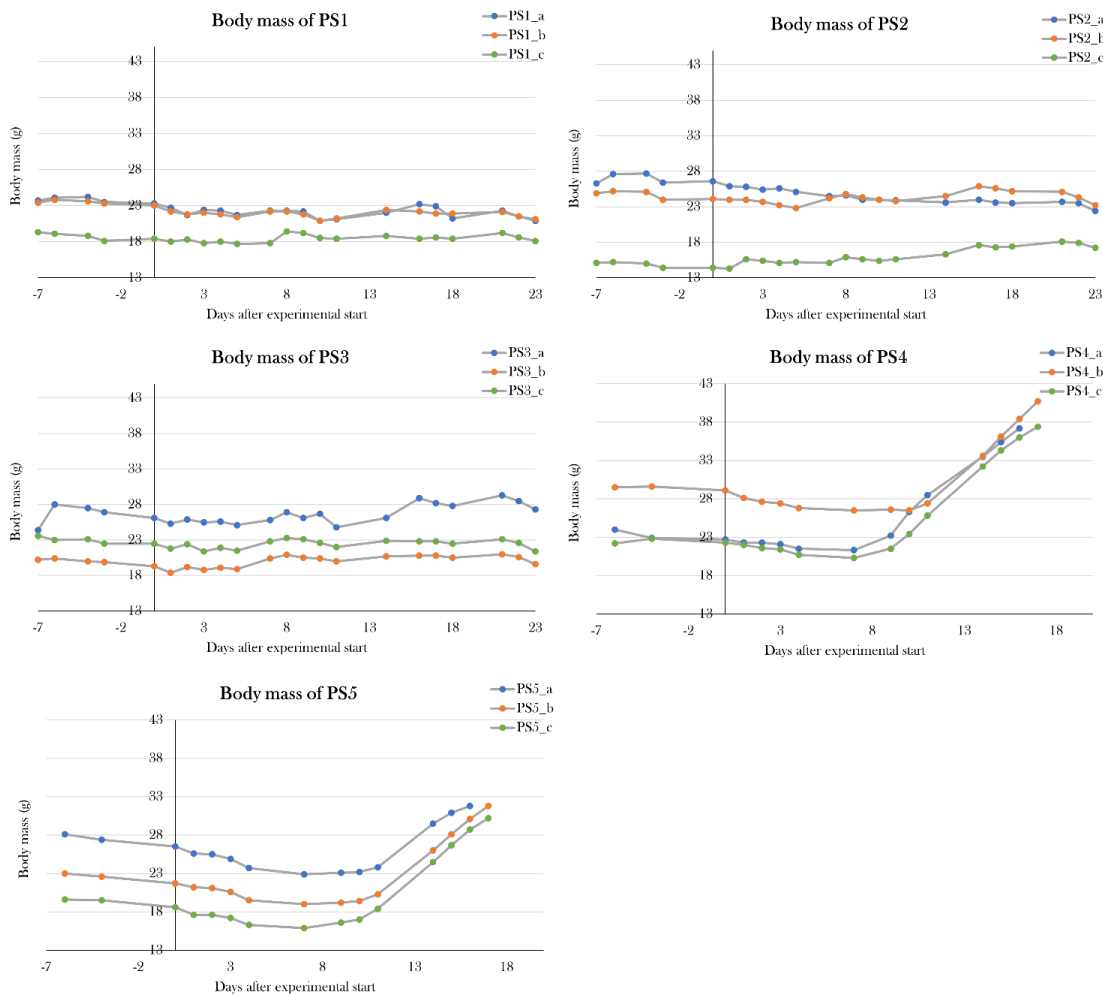 Body mass of PS1
PS1_a
PS1_b
PS1_c
43
38
33
28
23
18
13
Body mass (g)
-7 -2 3 8 13 18 23
Days after experimental start
Body mass of PS2
PS2_a
PS2_b
PS2_c
43
38
33
28
23
18
13
Body mass (g)
-7 -2 3 8 13 18 23
Days after experimental start
Body mass of PS3
PS3_a
PS3_b
PS3_c
43
38
33
28
23
18
13
Body mass (g)
-7 -2 3 8 13 18 23
Days after experimental start
Body mass of PS4
PS4_a
PS4_b
PS4_c
43
38
33
28
23
18
13
Body mass (g)
-7 -2 3 8 13 18
Days after experimental start
Body mass of PS5
PS5_a
PS5_b
PS5_c
43
38
33
28
23
18
13
Body mass (g)
-7 -2 3 8 13 18
Days after experimental start